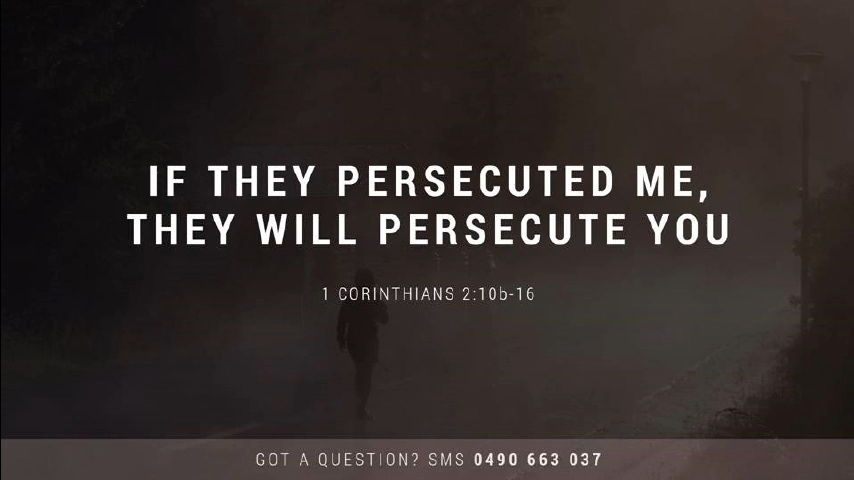 IF THEY PERSECUTED ME,
THEY WILL PERSECUTE YOU
1 CORINTHIANS 2:10b-16
GOT A QUESTION? SMS 0490 663 037